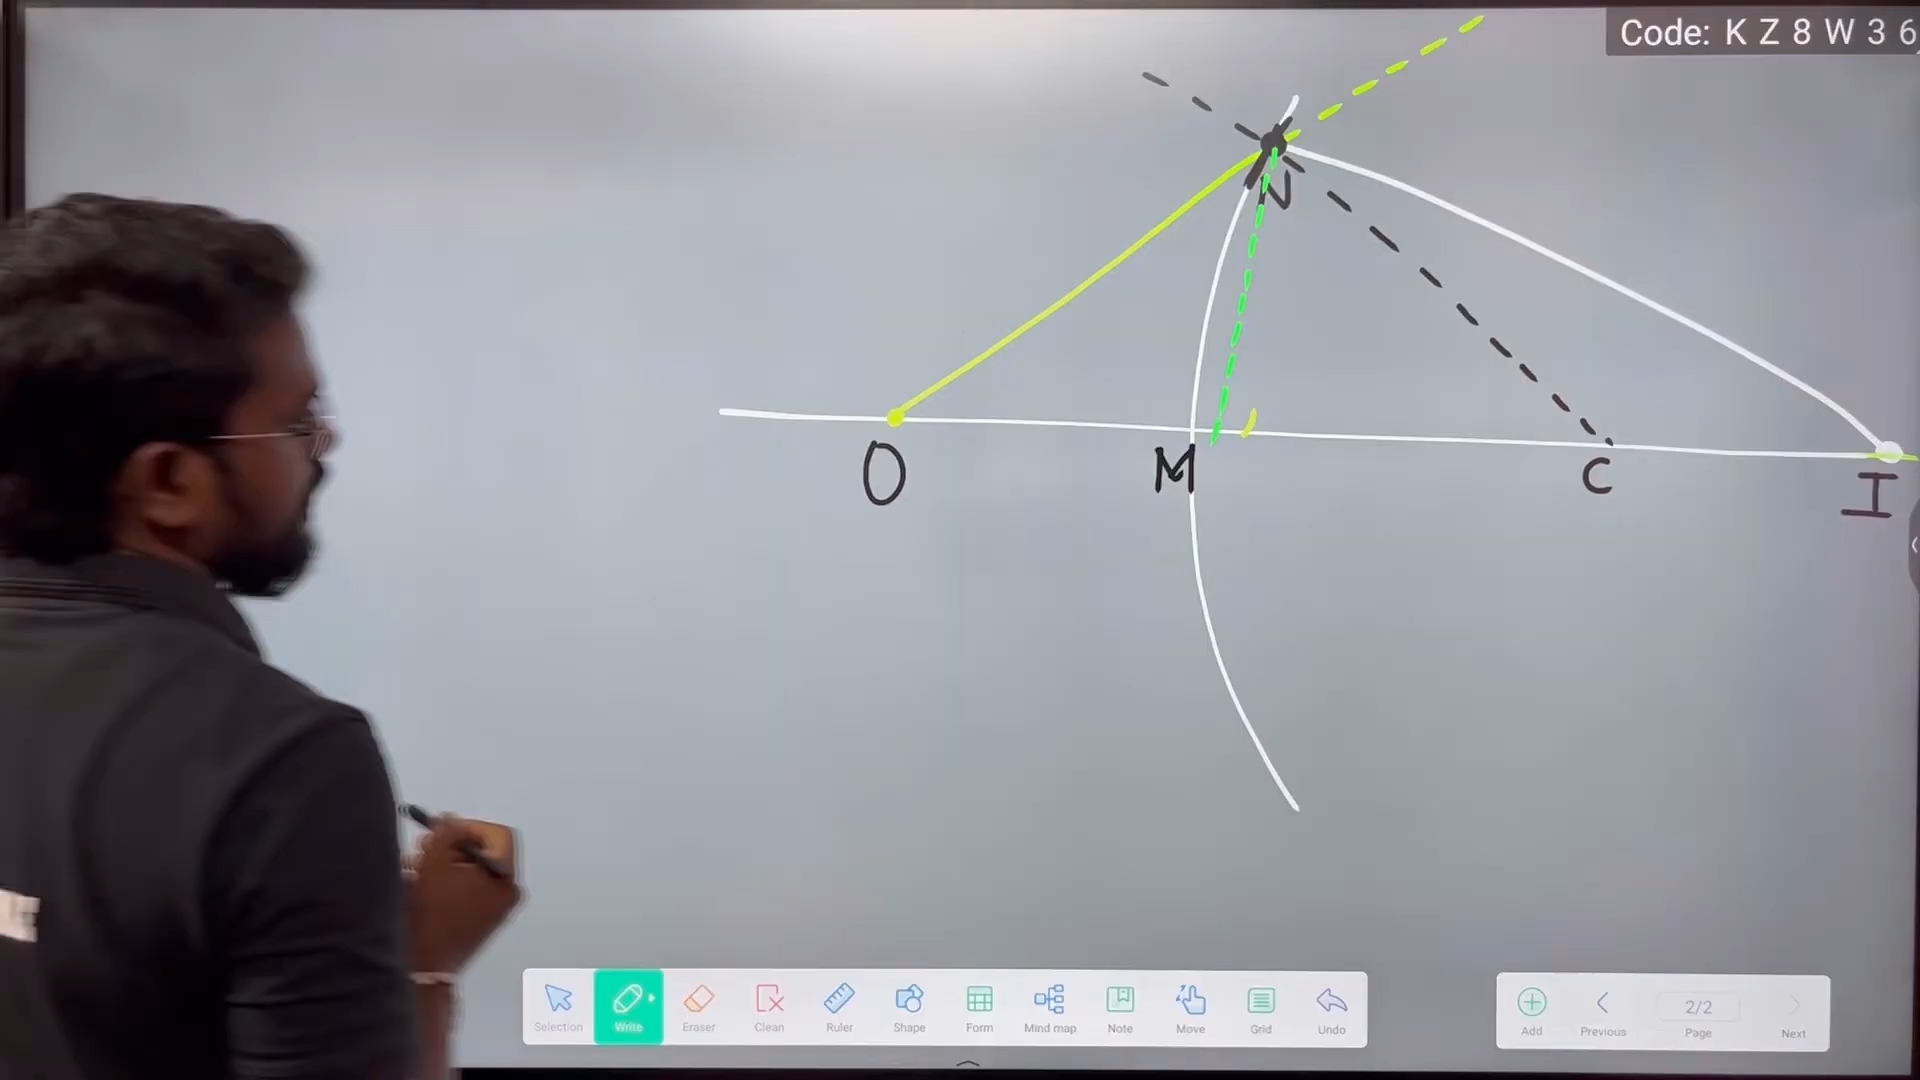 Code: K Z 8 W 3 6
N
O
M
C
I
Selection
Write
Eraser
Clean
Ruler
Shape
Form
Mind map
Note
Move
Grid
Undo
Add
Previous
2/2
Page
Next